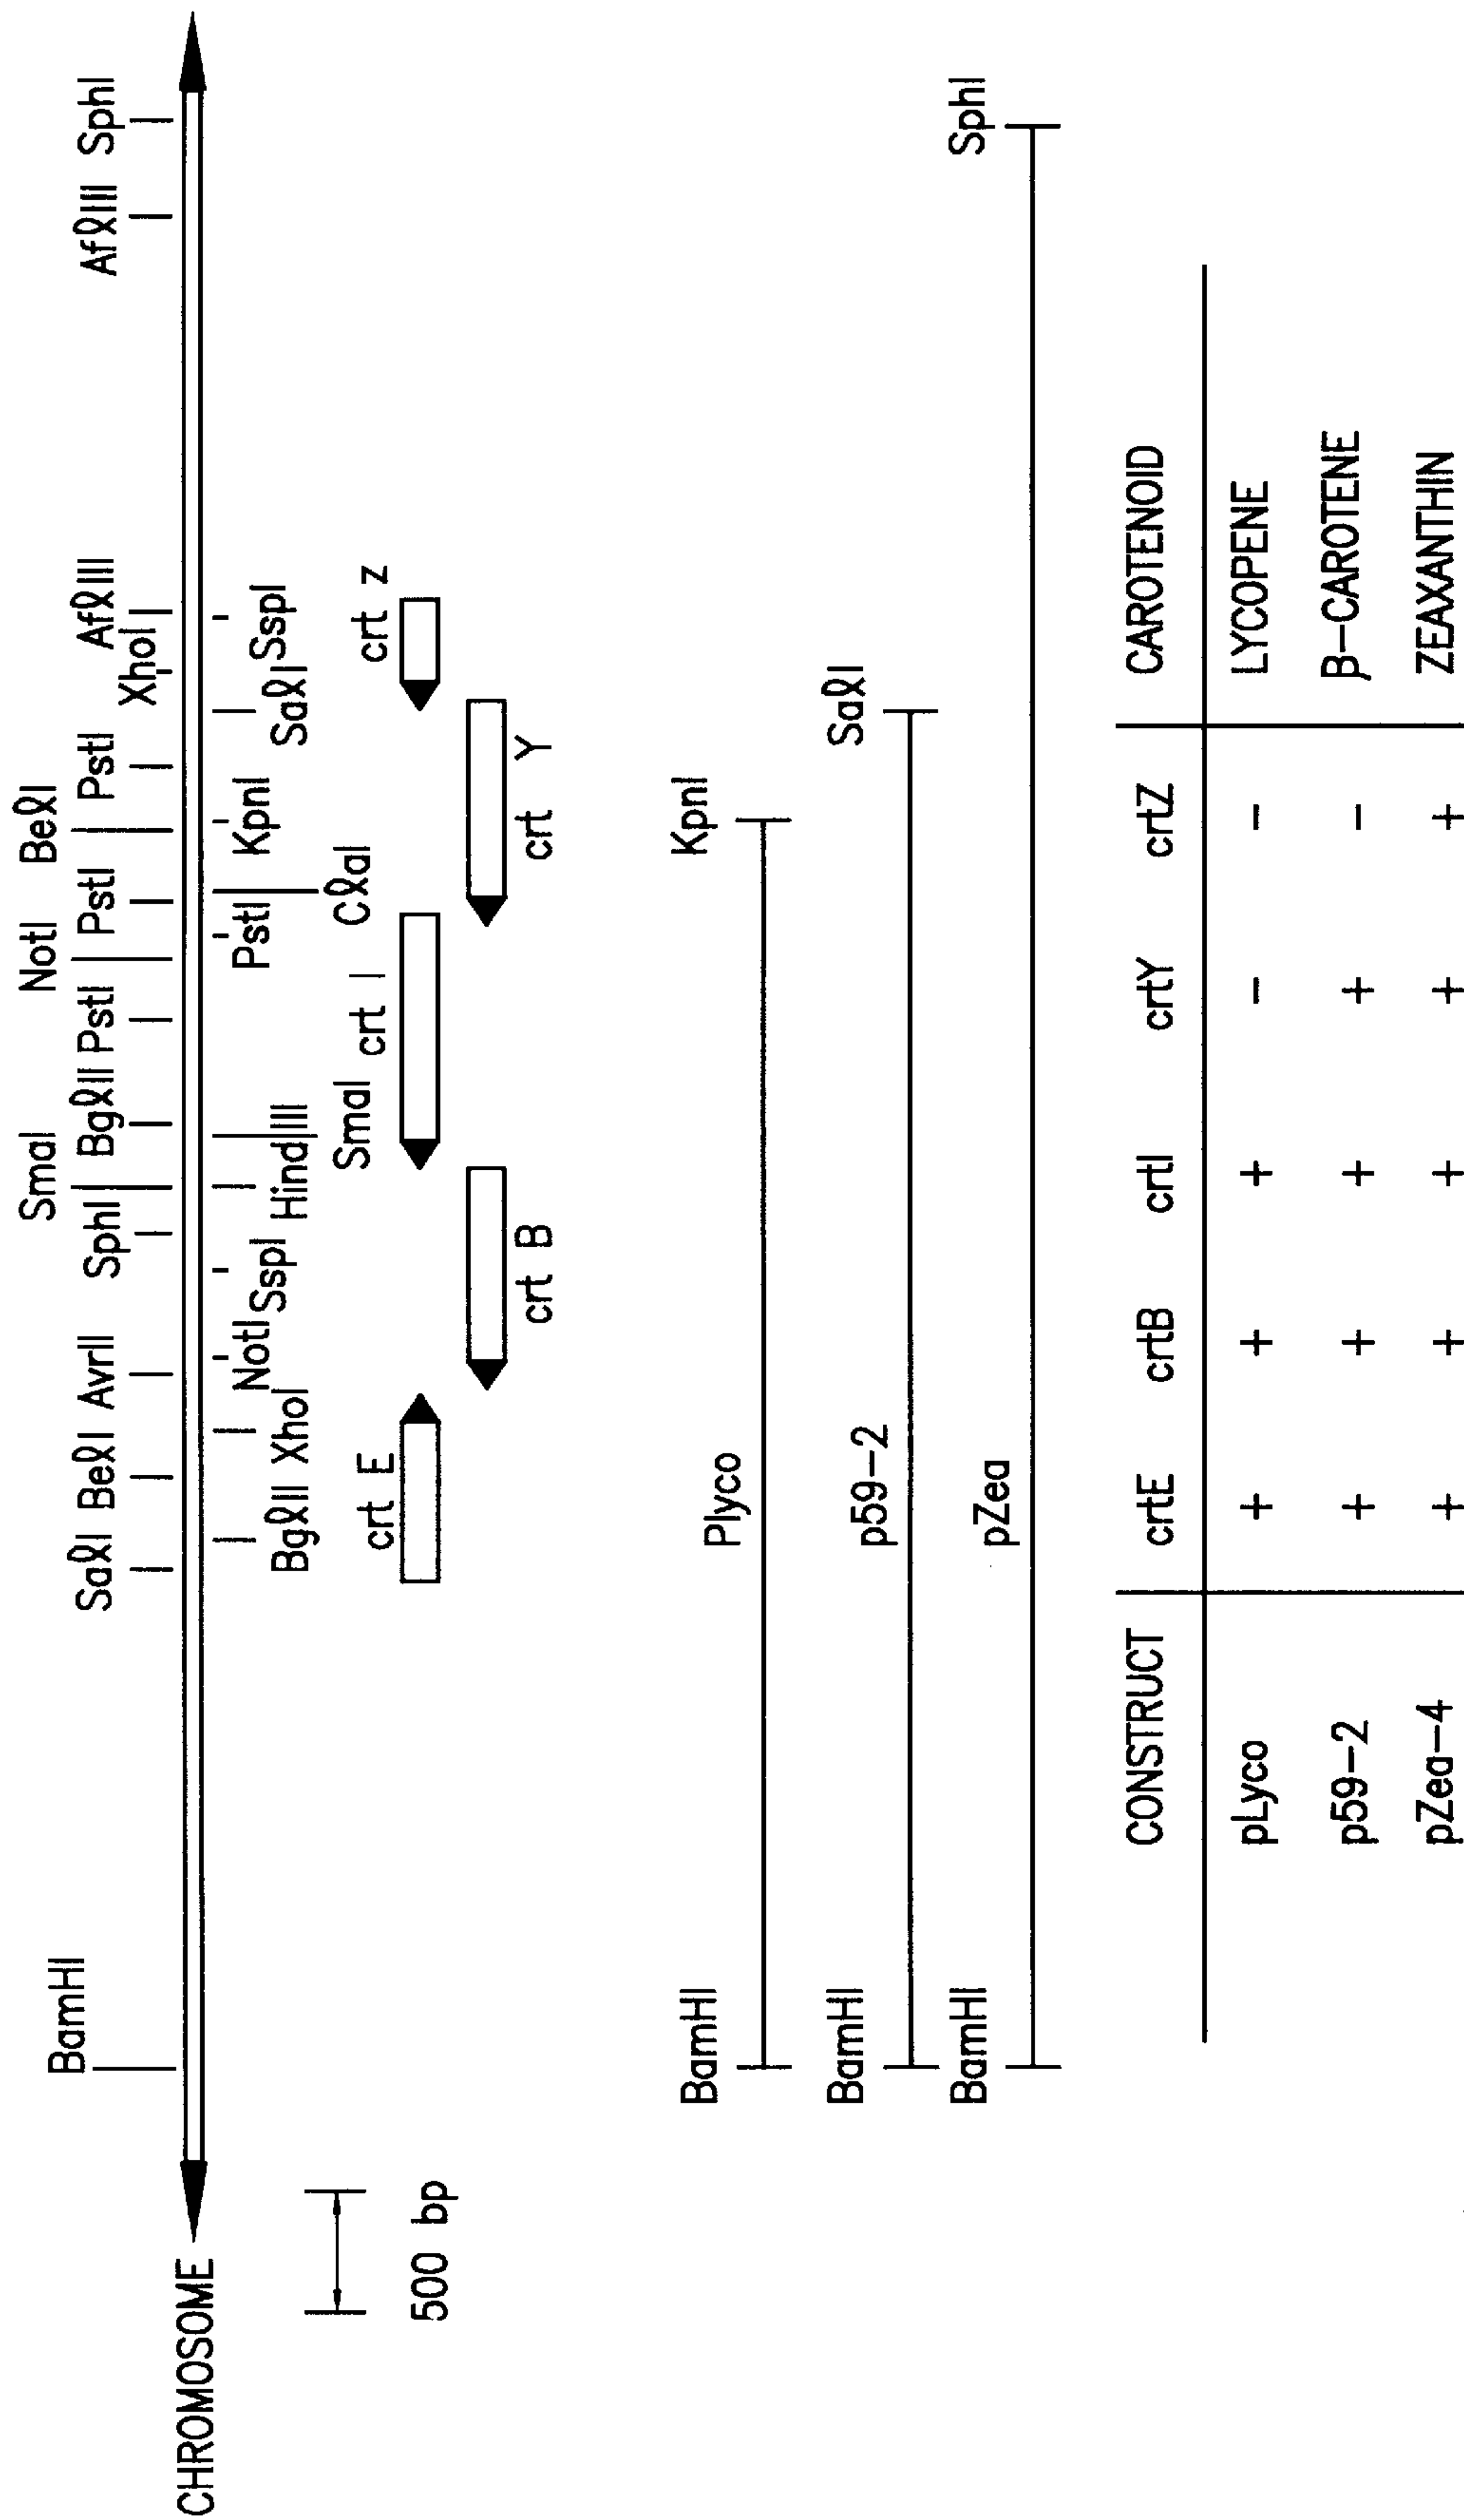 BamHI
Smal NotI BeℓI
SaℓI BeℓI AvrII SphI BgℓII PstI PstI PstI XhoI AfℓIII AfℓIII SphI
CHROMOSOME
NotI SspI PstI KpnI SspI
BgℓII XhoI HindIII SaℓI
SmaI CℓaI
500 bp
crt E
crt I
crt Z
crt B
crt Y
BamHI KpnI
Plyco
BamHI SaℓI
p59-2
BamHI SphI
pZea
CONSTRUCT crtE crtB crtI crtY crtZ CAROTENOID
pLyco + + + - - LYCOPENE
p59-2 + + + + - β-CAROTENE
pZea-4 + + + + + ZEAXANTHIN